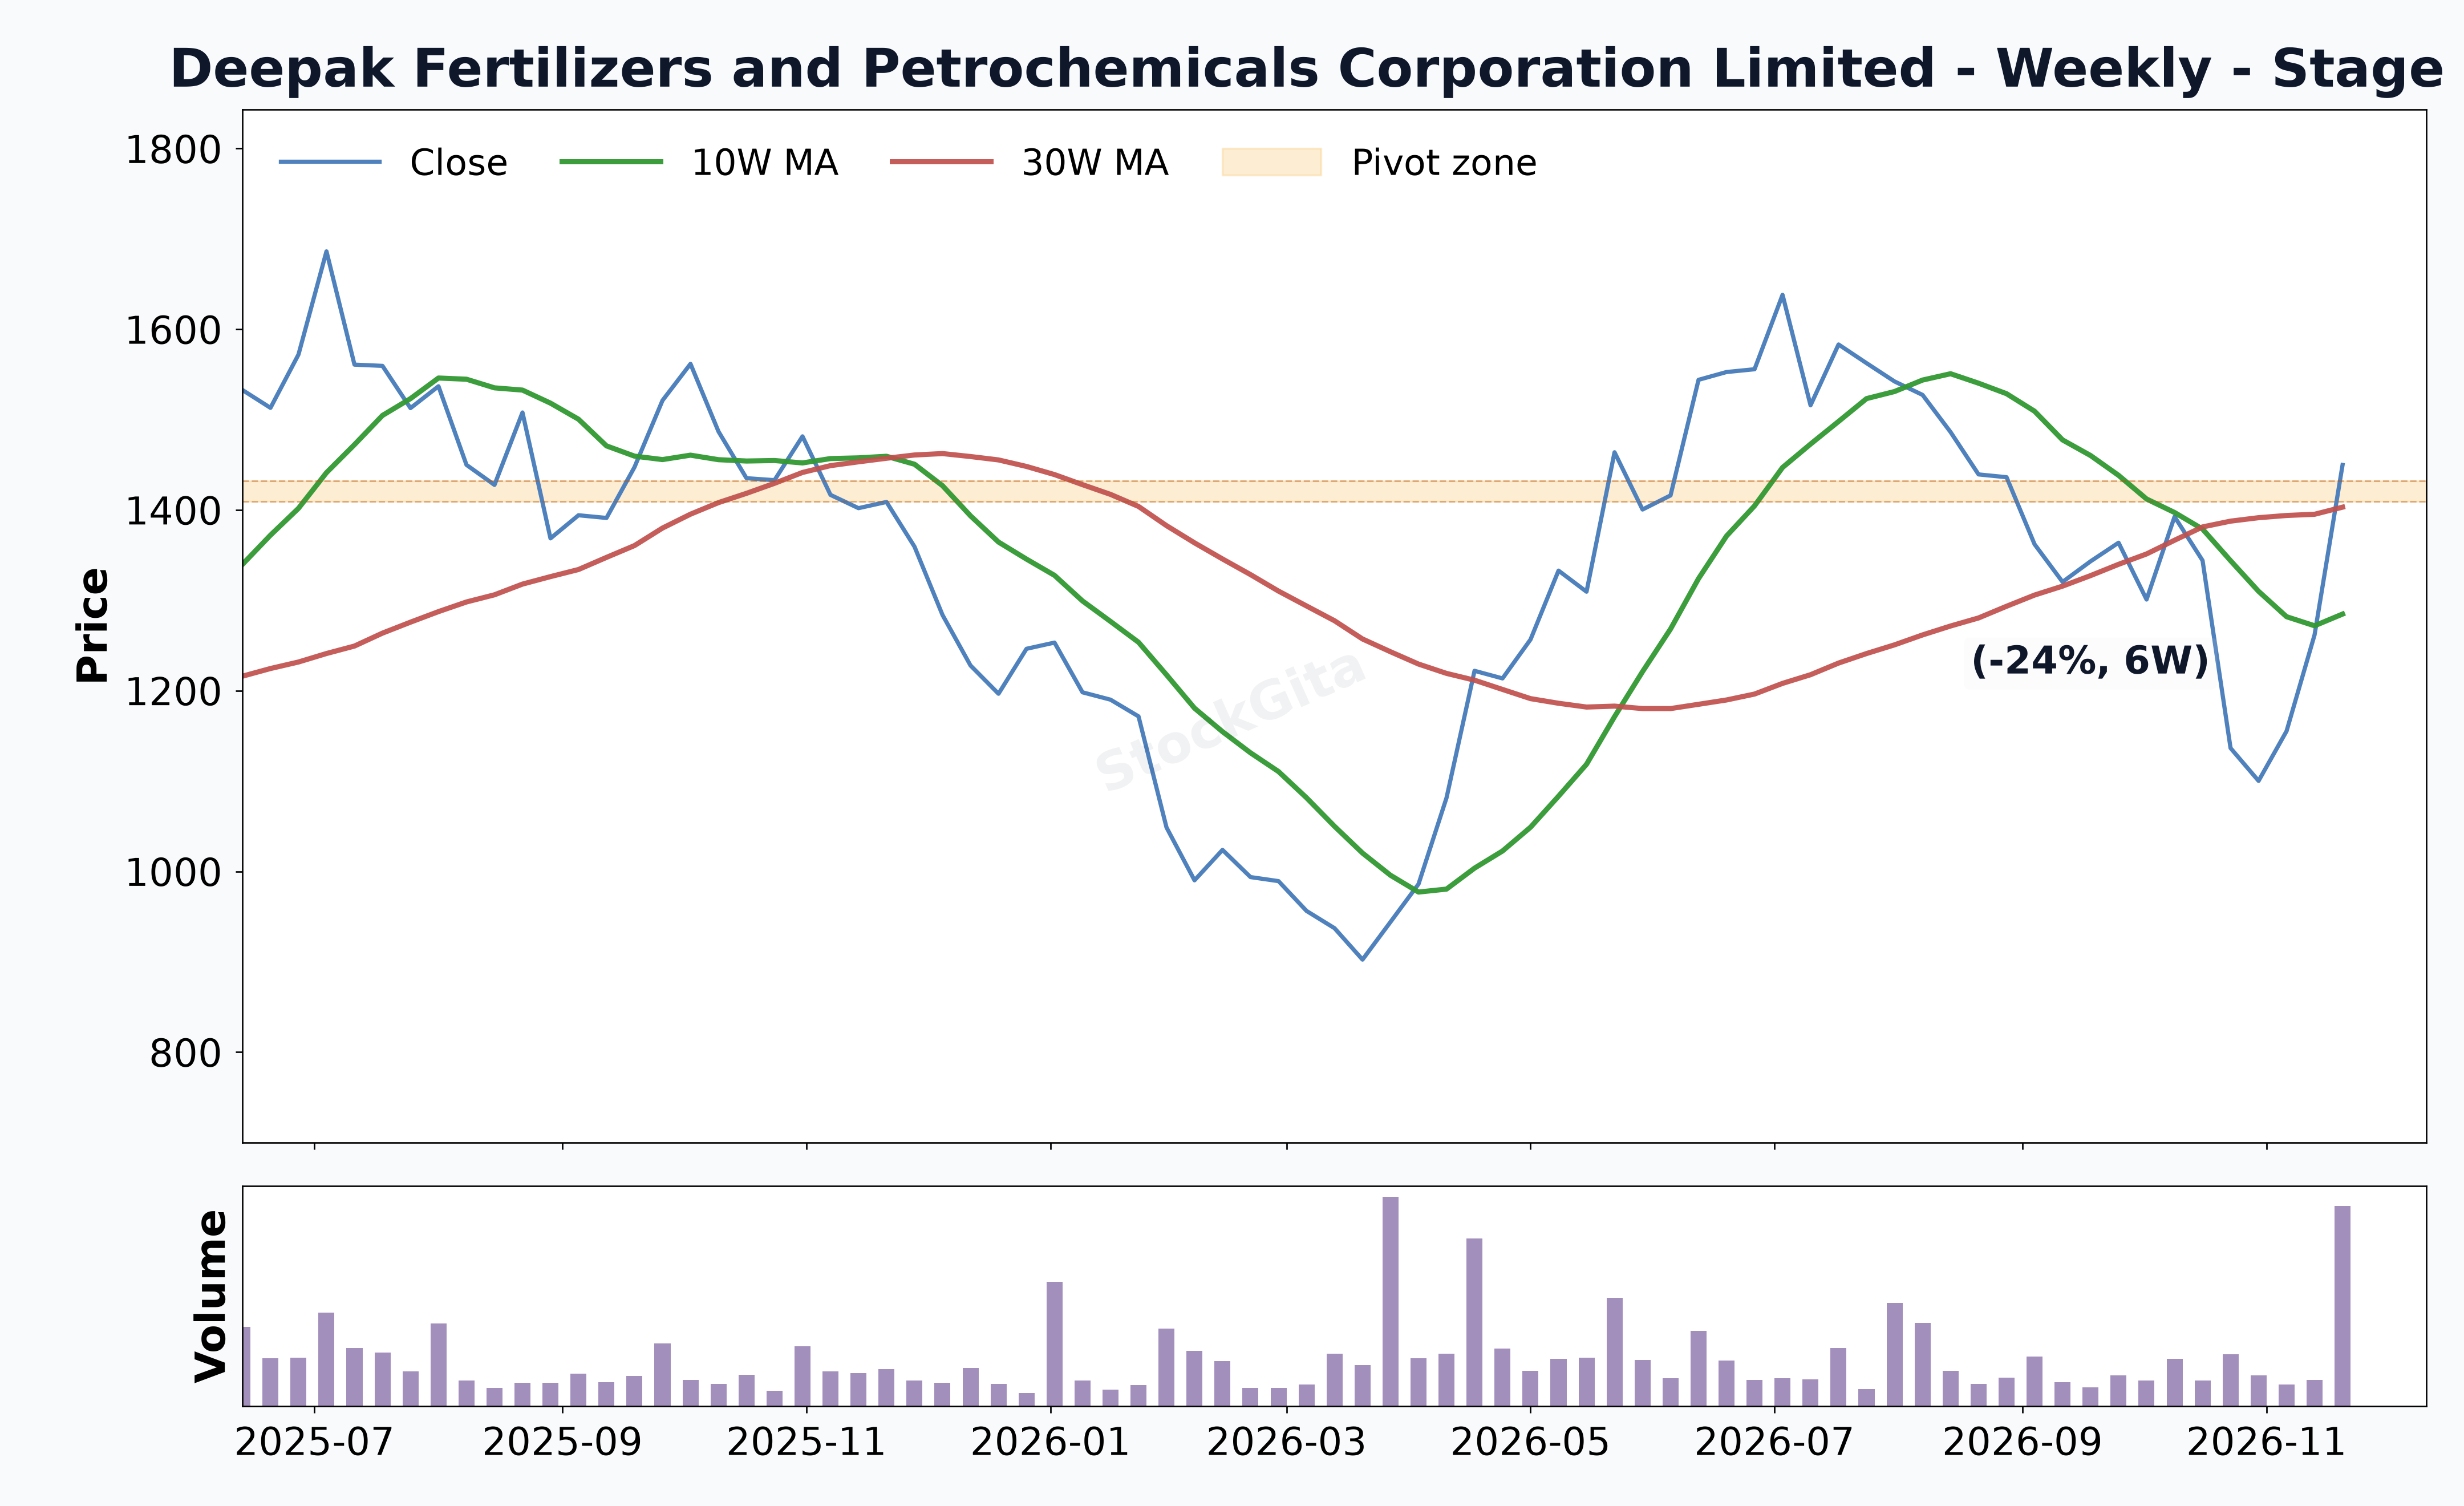 Deepak Fertilizers and Petrochemicals Corporation Limited - Weekly - Stage
Close 10W MA 30W MA Pivot zone
1800
1600
1400
1200
1000
800
Price
(-24%, 6W)
StockGita
Volume
2025-07 2025-09 2025-11 2026-01 2026-03 2026-05 2026-07 2026-09 2026-11